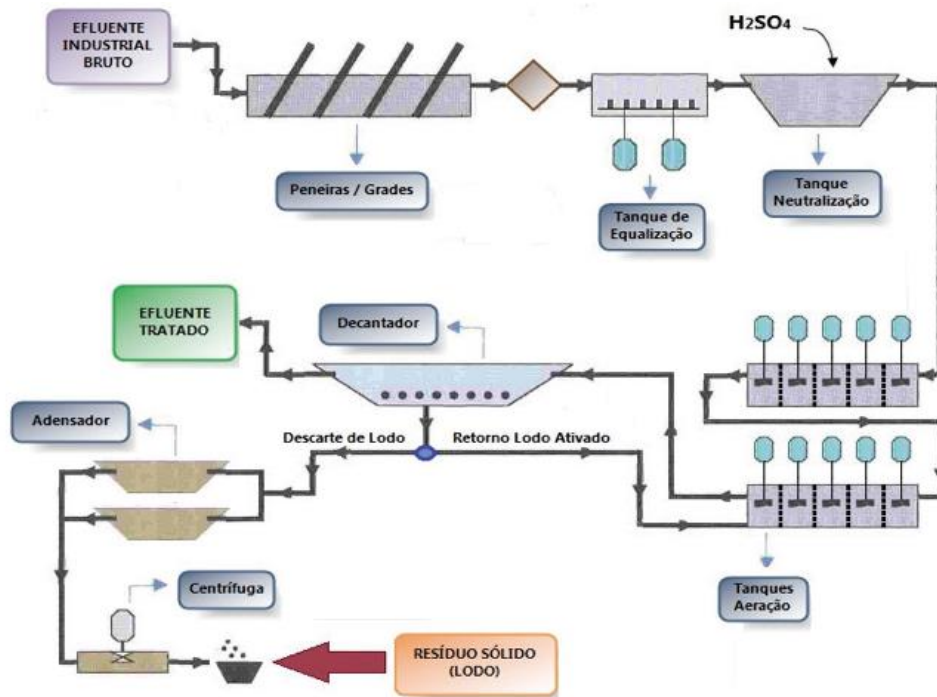 EFLUENTE
INDUSTRIAL
BRUTO
H₂SO₄
Peneiras / Grades
Tanque de
Equalização
Tanque
Neutralização
EFLUENTE
TRATADO
Decantador
Adensador
Descarte de Lodo
Retorno Lodo Ativado
Centrífuga
Tanques
Aeração
RESÍDUO SÓLIDO
(LODO)